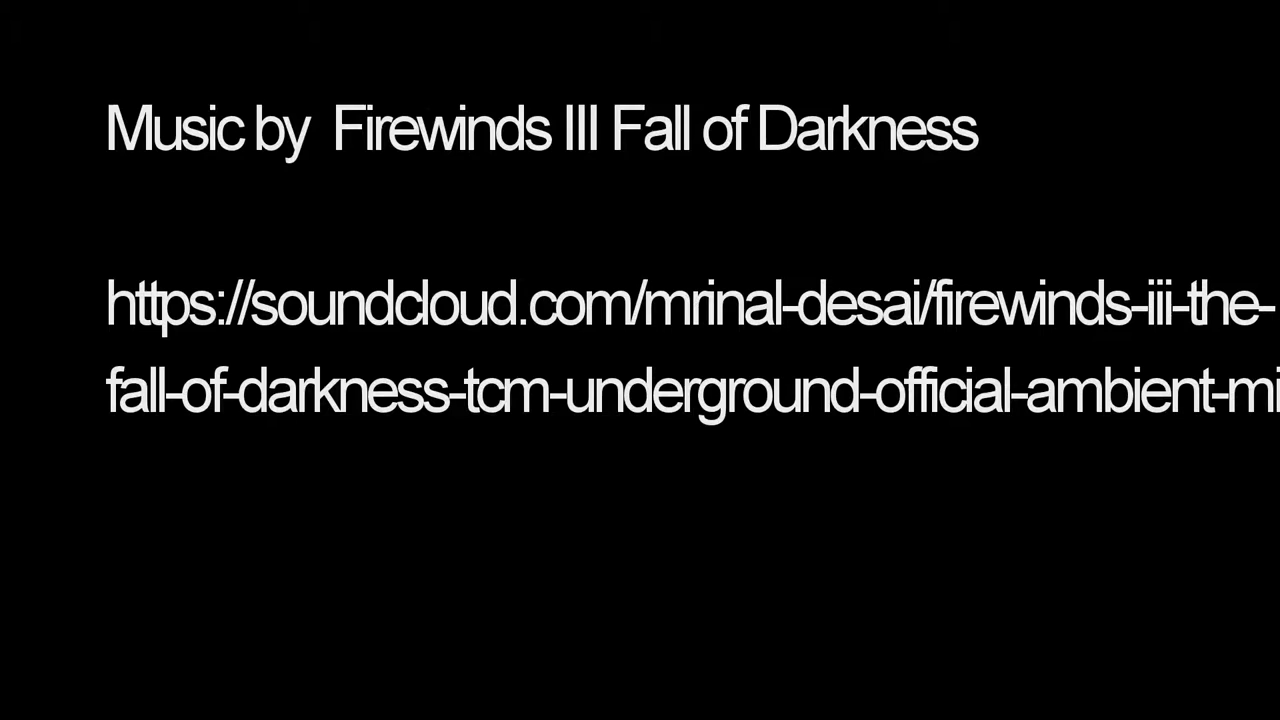 Music by  Firewinds III Fall of Darkness
https://soundcloud.com/mrinal-desai/firewinds-iii-the-
fall-of-darkness-tcm-underground-official-ambient-mi